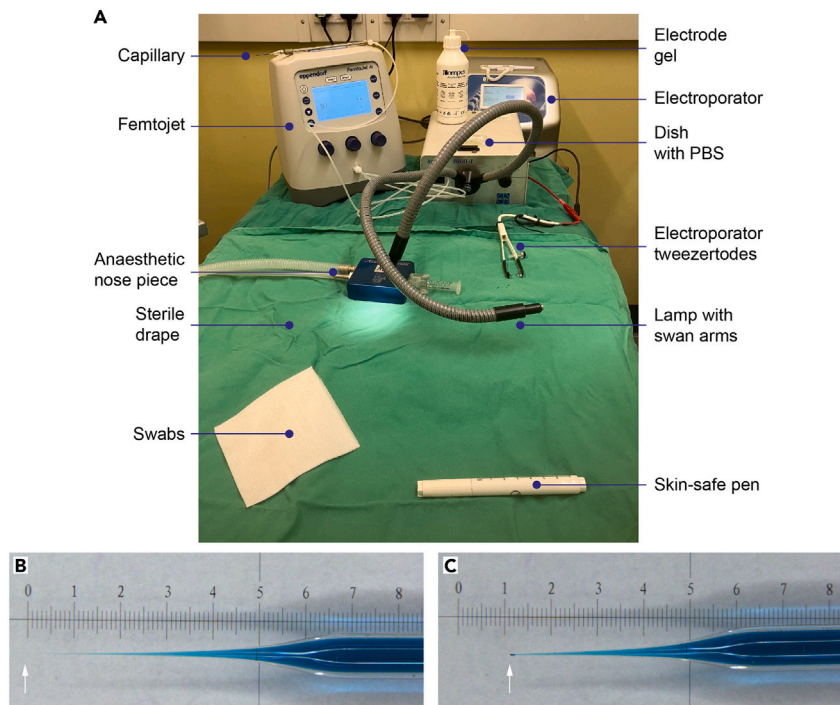 A
Capillary
Femtojet
Anaesthetic
nose piece
Sterile
drape
Swabs
eppendorf
FemtoJet 4i
Electrode
gel
Electroporator
Dish
with PBS
Electroporator
tweezertodes
Lamp with
swan arms
Skin-safe pen
B
0 1 2 3 4 5 6 7 8
C
0 1 2 3 4 5 6 7 8